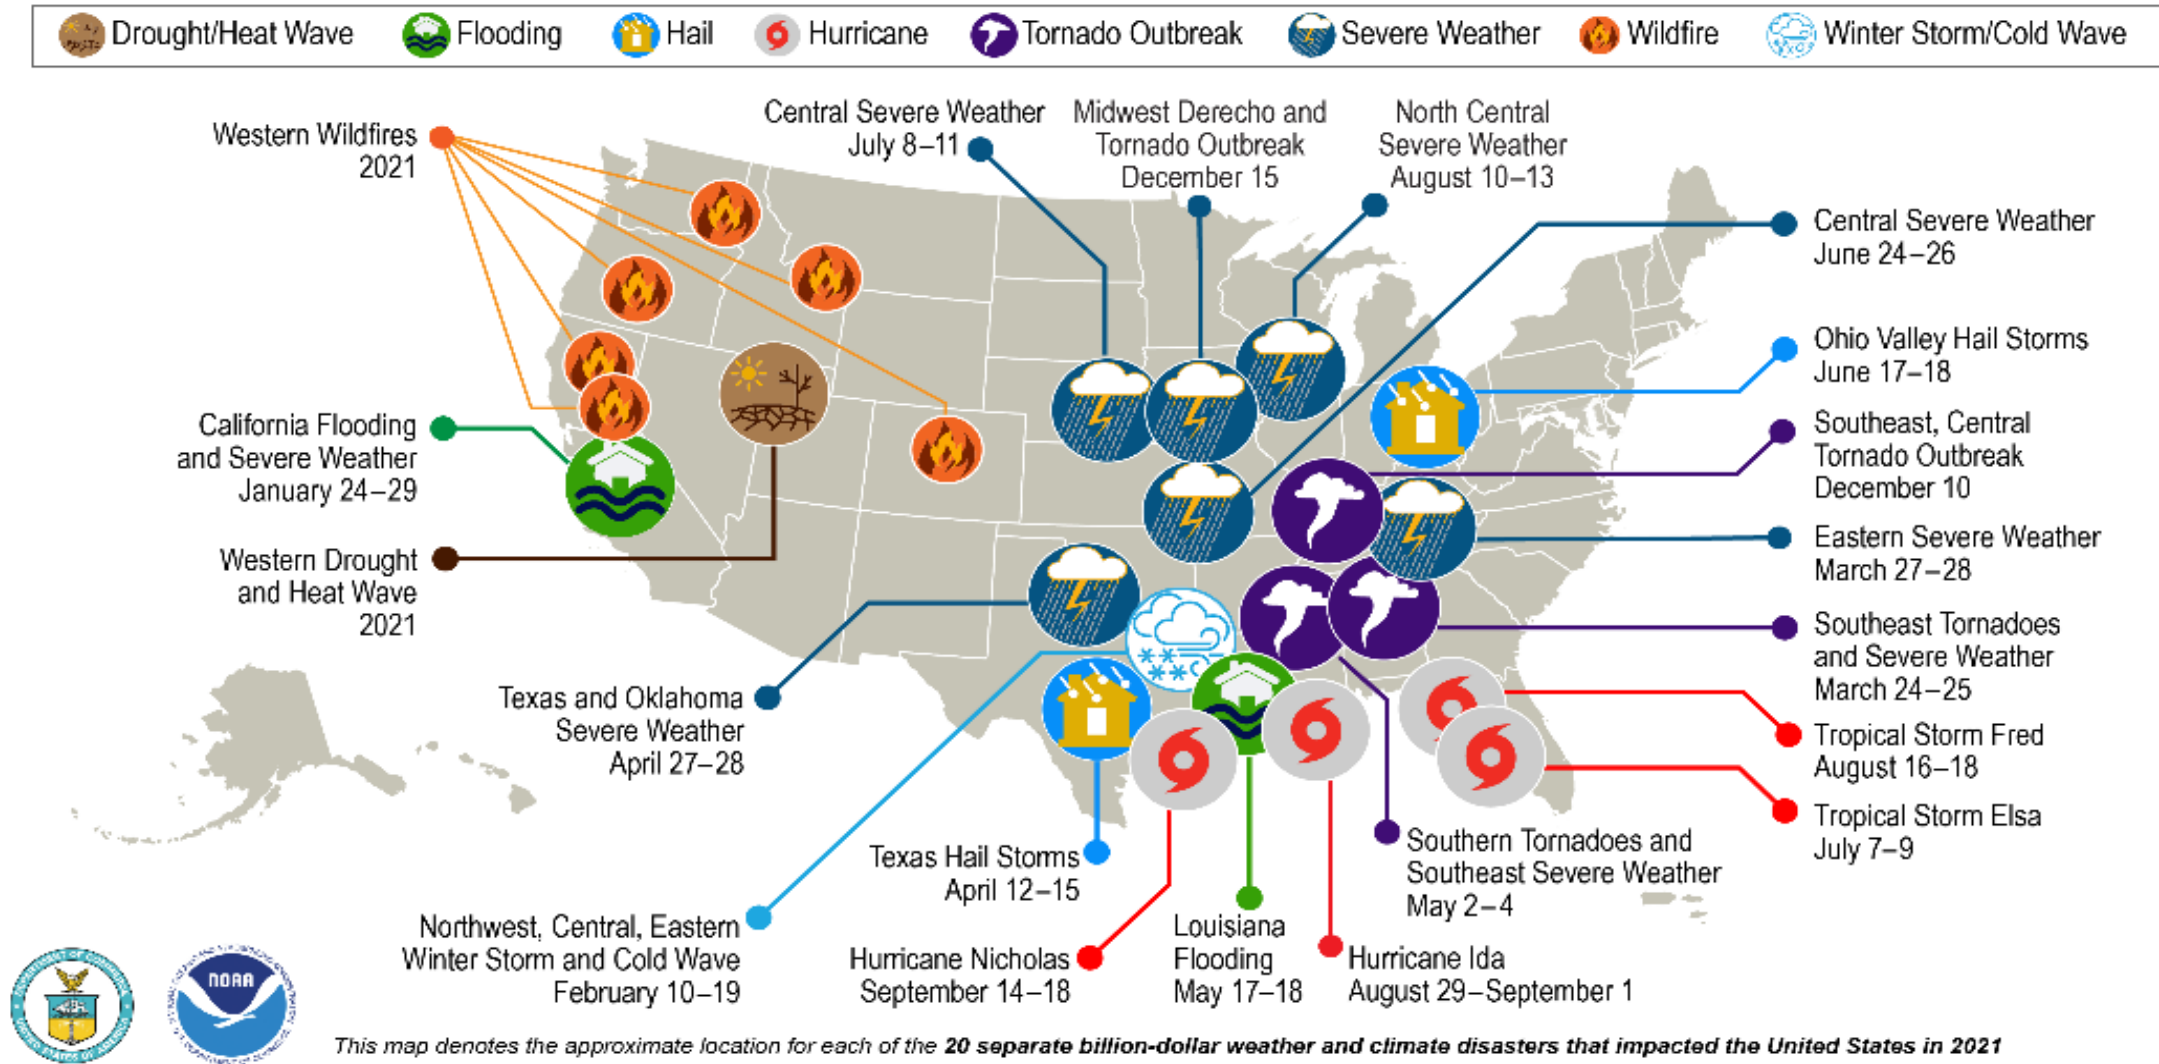 Drought/Heat Wave
Flooding
Hail
Hurricane
Tornado Outbreak
Severe Weather
Wildfire
Winter Storm/Cold Wave
Western Wildfires
2021
Central Severe Weather
July 8–11
Midwest Derecho and
Tornado Outbreak
December 15
North Central
Severe Weather
August 10–13
Central Severe Weather
June 24–26
Ohio Valley Hail Storms
June 17–18
Southeast, Central
Tornado Outbreak
December 10
Eastern Severe Weather
March 27–28
Southeast Tornadoes
and Severe Weather
March 24–25
Tropical Storm Fred
August 16–18
Tropical Storm Elsa
July 7–9
California Flooding
and Severe Weather
January 24–29
Western Drought
and Heat Wave
2021
Texas and Oklahoma
Severe Weather
April 27–28
Texas Hail Storms
April 12–15
Northwest, Central, Eastern
Winter Storm and Cold Wave
February 10–19
Hurricane Nicholas
September 14–18
Louisiana
Flooding
May 17–18
Hurricane Ida
August 29–September 1
Southern Tornadoes and
Southeast Severe Weather
May 2–4
DEPARTMENT OF COMMERCE
UNITED STATES OF AMERICA
NOAA
This map denotes the approximate location for each of the 20 separate billion-dollar weather and climate disasters that impacted the United States in 2021